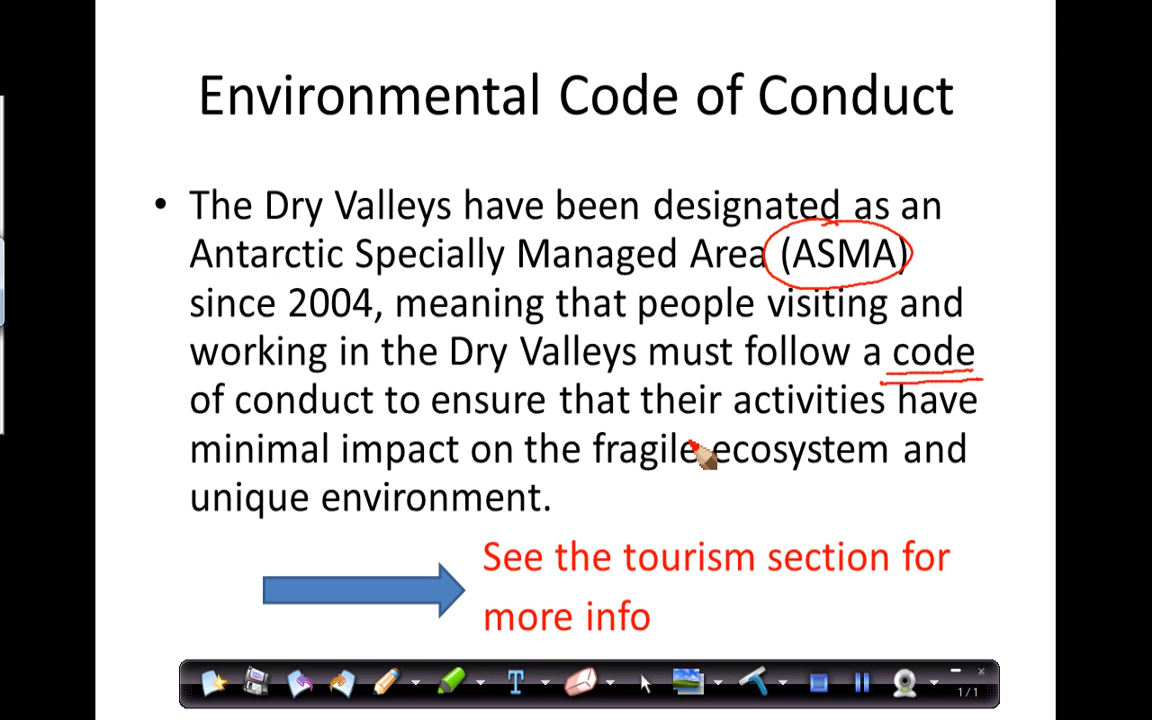 Environmental Code of Conduct
• The Dry Valleys have been designated as an
Antarctic Specially Managed Area (ASMA)
since 2004, meaning that people visiting and
working in the Dry Valleys must follow a code
of conduct to ensure that their activities have
minimal impact on the fragile ecosystem and
unique environment.
See the tourism section for
more info
T
1/1